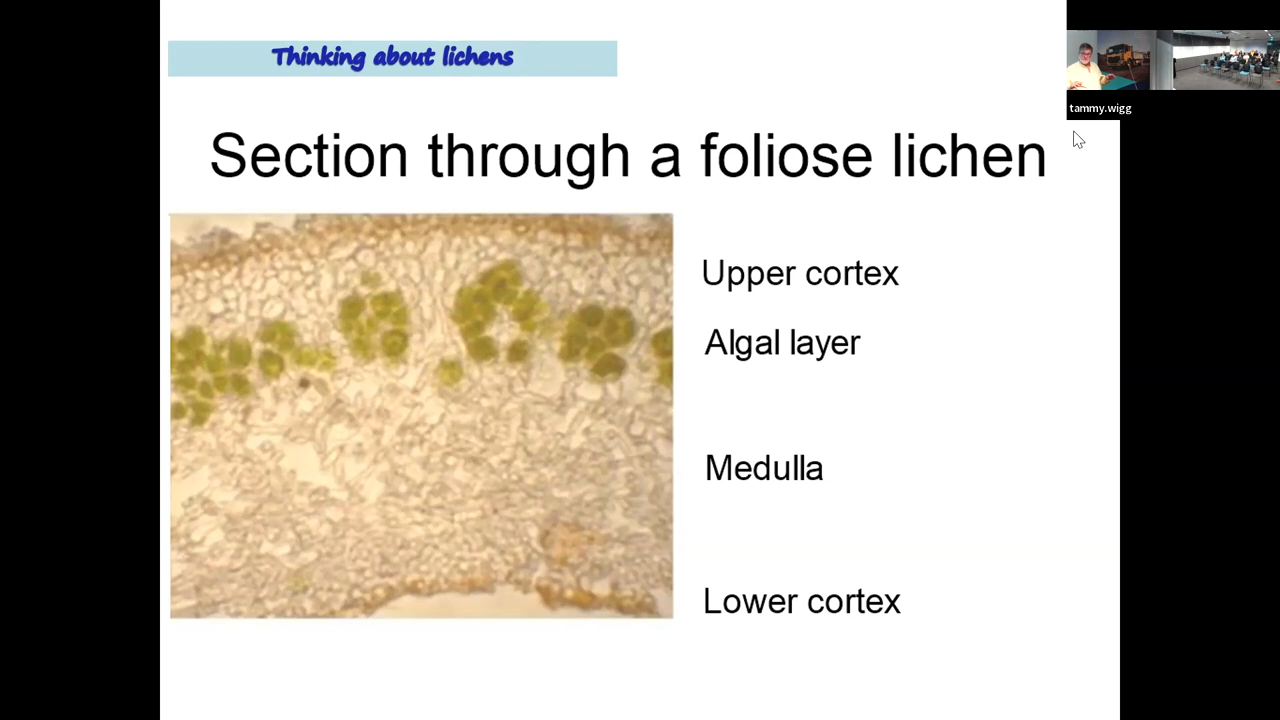 Thinking about lichens
tammy.wigg
Section through a foliose lichen
Upper cortex
Algal layer
Medulla
Lower cortex